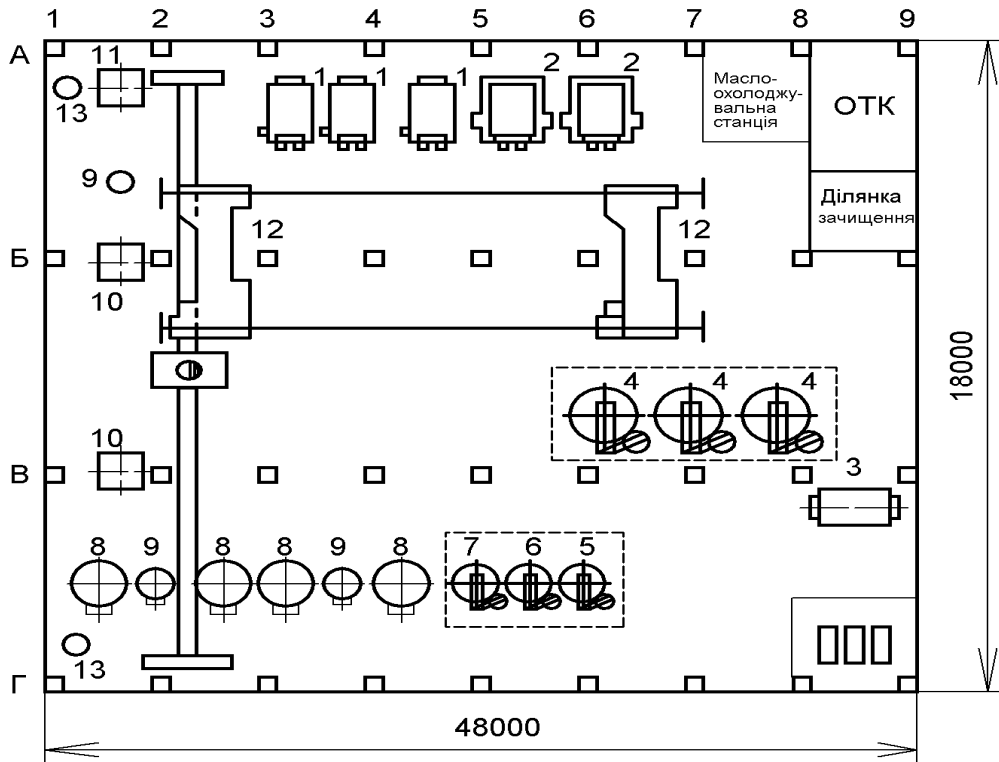 1 2 3 4 5 6 7 8 9
А
11
1 1 1 2 2
Масло-
охолоджу-
вальна
станція
ОТК
13
9
Ділянка
зачищення
12 12
Б
10
18000
4 4 4
10
В
3
8 9 8 8 9 8 7 6 5
13
Г
48000